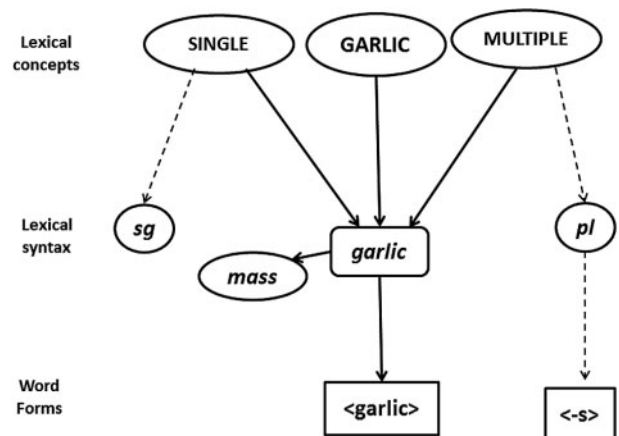 Lexical
concepts
SINGLE
GARLIC
MULTIPLE
Lexical
syntax
sg
garlic
pl
mass
Word
Forms
<garlic>
<-s>